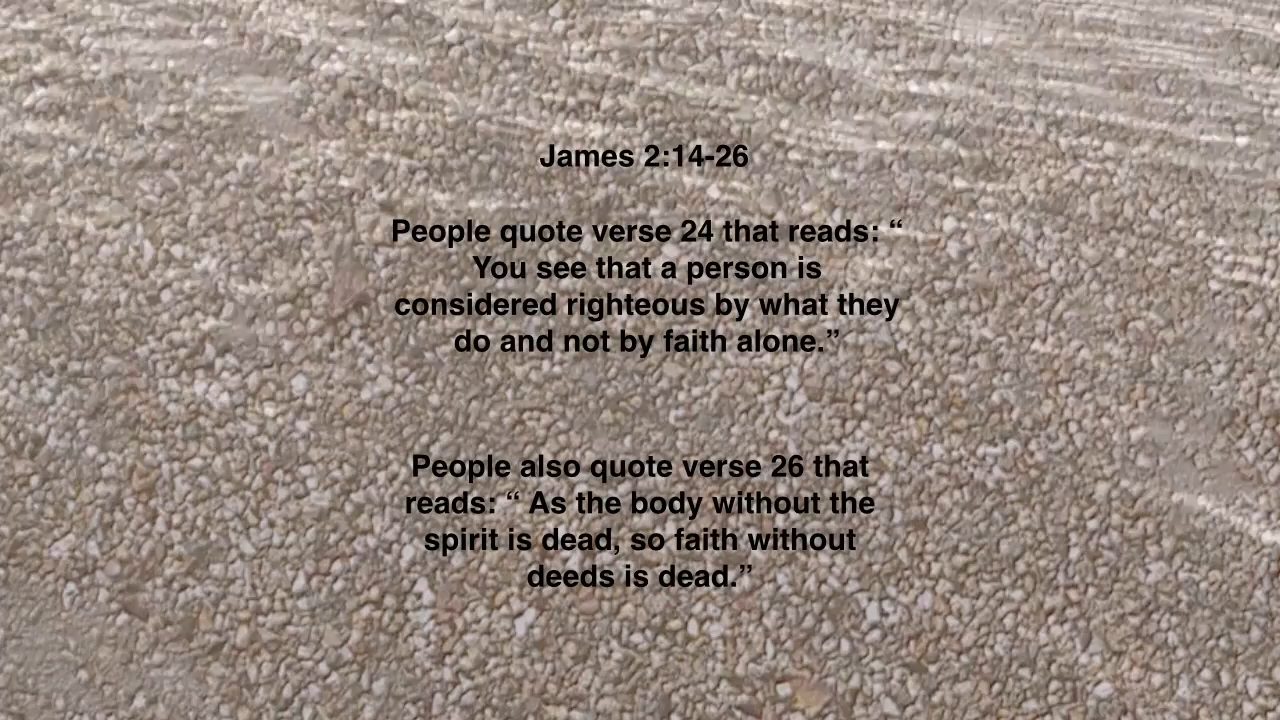 James 2:14-26
People quote verse 24 that reads: “
You see that a person is
considered righteous by what they
do and not by faith alone.”
People also quote verse 26 that
reads: “ As the body without the
spirit is dead, so faith without
deeds is dead.”